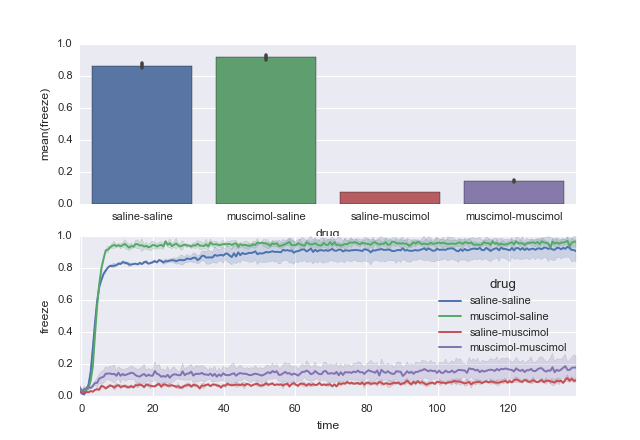 1.0
0.8
0.6
0.4
0.2
0.0
mean(freeze)
saline-saline muscimol-saline saline-muscimol muscimol-muscimol
drug
1.0
0.8
0.6
0.4
0.2
0.0
freeze
drug
saline-saline
muscimol-saline
saline-muscimol
muscimol-muscimol
0 20 40 60 80 100 120
time